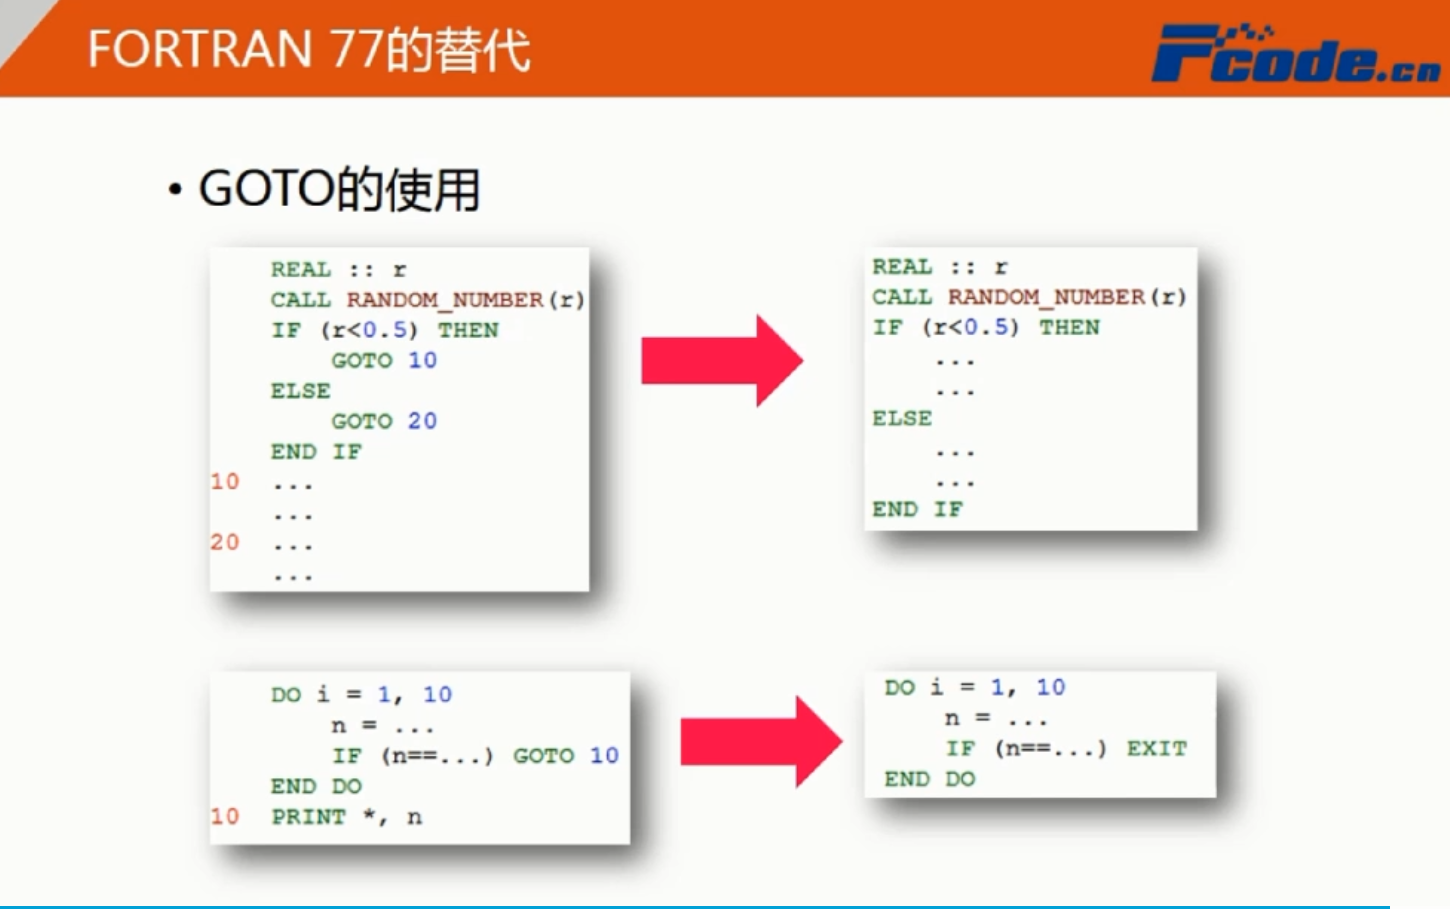 FORTRAN 77的替代
Fcode.cn
• GOTO的使用
REAL :: r
CALL RANDOM_NUMBER(r)
IF (r<0.5) THEN
GOTO 10
ELSE
GOTO 20
END IF
10 ...
...
20 ...
...
REAL :: r
CALL RANDOM_NUMBER(r)
IF (r<0.5) THEN
...
...
ELSE
...
...
END IF
DO i = 1, 10
n = ...
IF (n==...) GOTO 10
END DO
10 PRINT *, n
DO i = 1, 10
n = ...
IF (n==...) EXIT
END DO